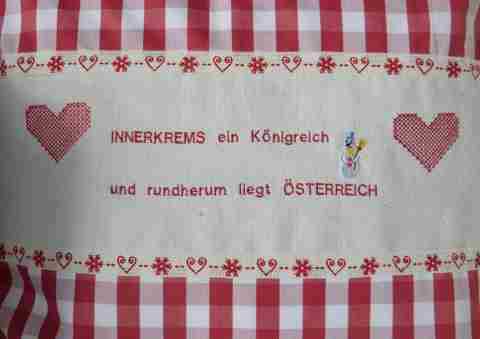 INNERKREMS ein Königreich
und rundherum liegt ÖSTERREICH